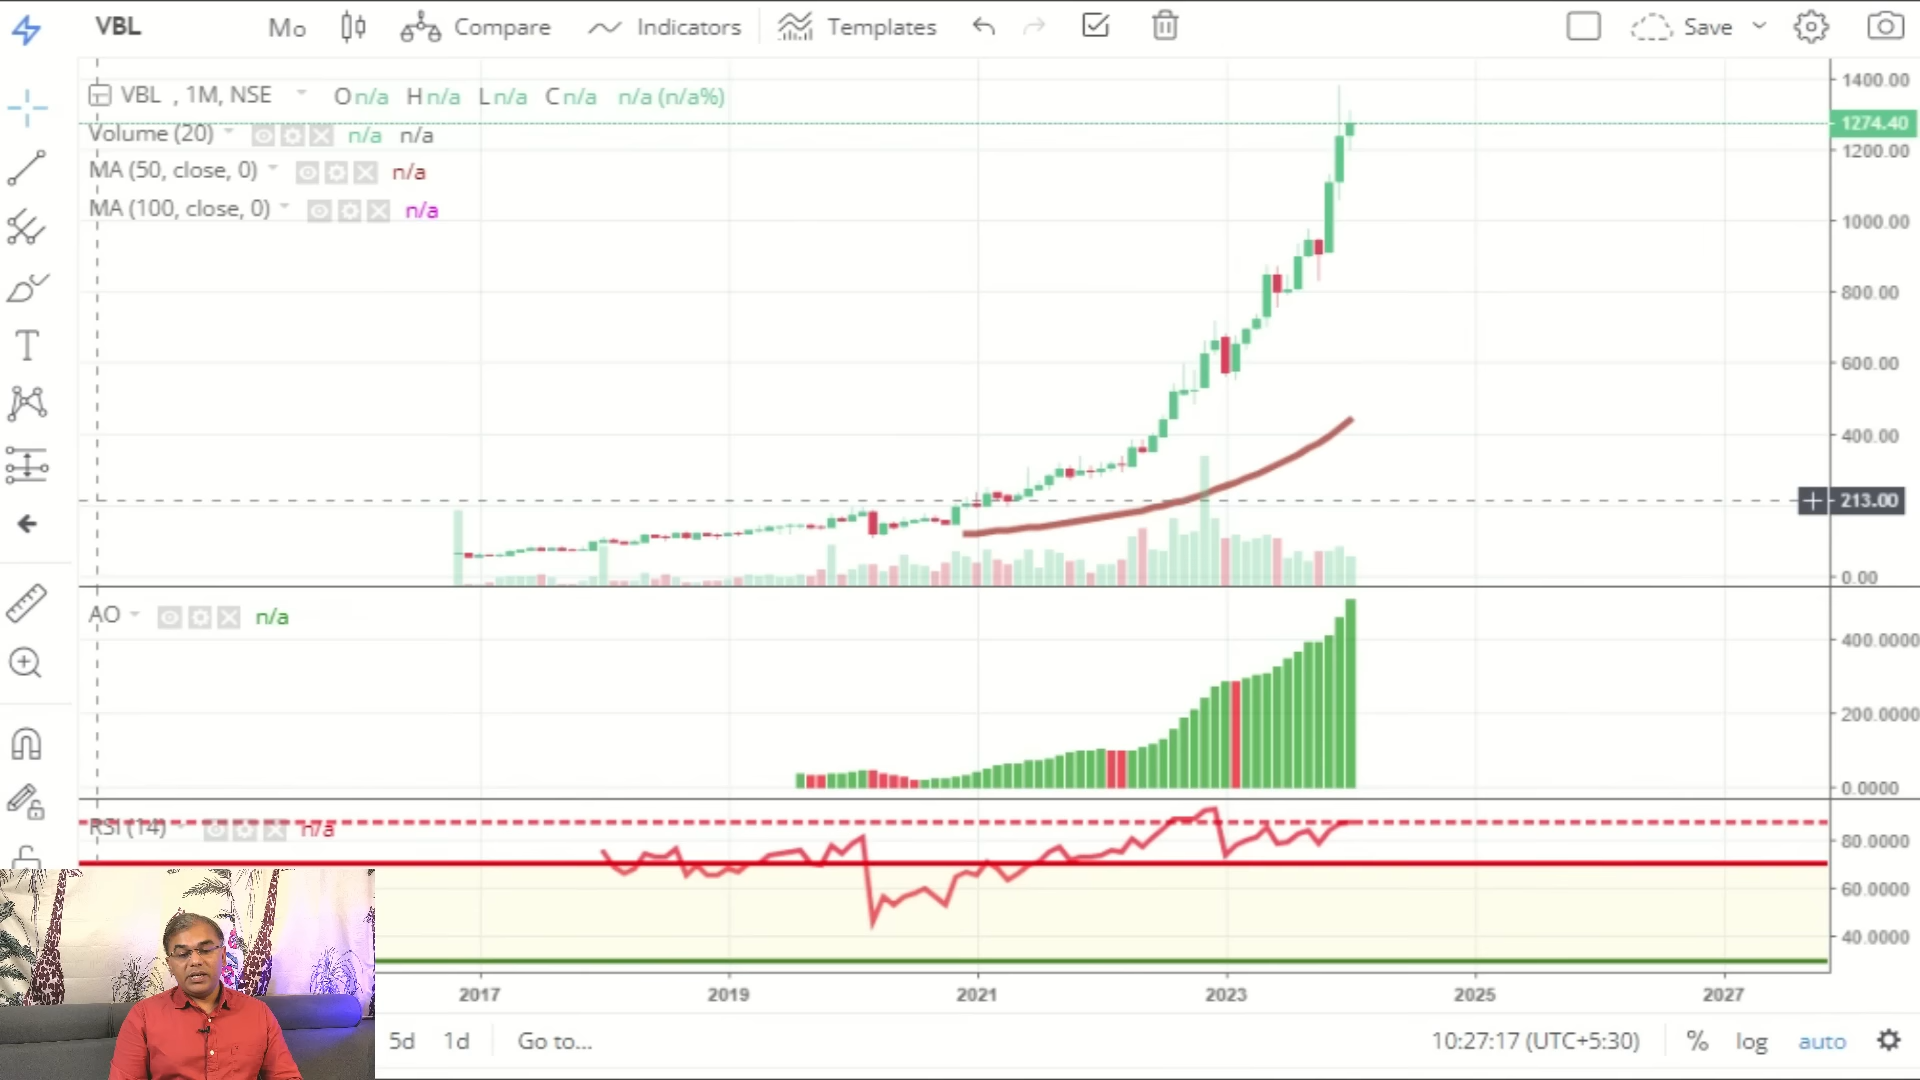 VBL Mo Compare Indicators Templates Save
VBL , 1M, NSE O n/a H n/a L n/a C n/a n/a (n/a%)
Volume (20) n/a n/a
MA (50, close, 0) n/a
MA (100, close, 0) n/a
1400.00
1274.40
1200.00
1000.00
800.00
600.00
400.00
213.00
0.00
AO n/a
400.0000
200.0000
0.0000
RSI (14) n/a
80.0000
60.0000
40.0000
2017 2019 2021 2023 2025 2027
5d 1d Go to... 10:27:17 (UTC+5:30) % log auto